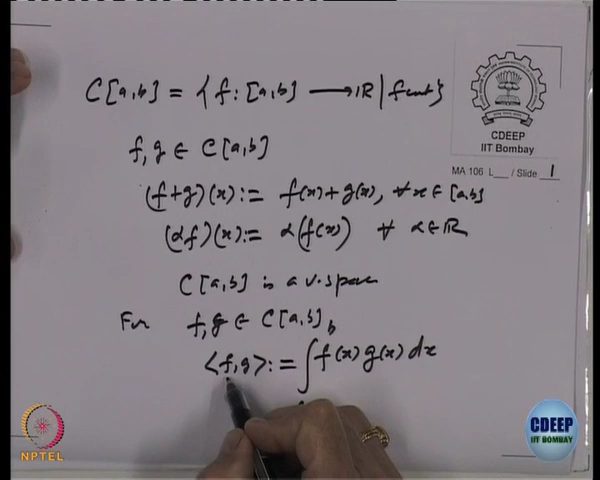 C[a,b] = {f: [a,b] ⟶ ℝ | f cont}
CDEEP
IIT Bombay
MA 106 L___ / Slide 1
f, g ∈ C[a,b]
(f+g)(x) := f(x) + g(x), ∀ x ∈ [a,b]
(αf)(x) := α(f(x)) ∀ α ∈ ℝ
C[a,b] is a v. space
For f, g ∈ C[a,b]
b
<f,g> := ∫ f(x) g(x) dx
NPTEL
CDEEP
IIT BOMBAY